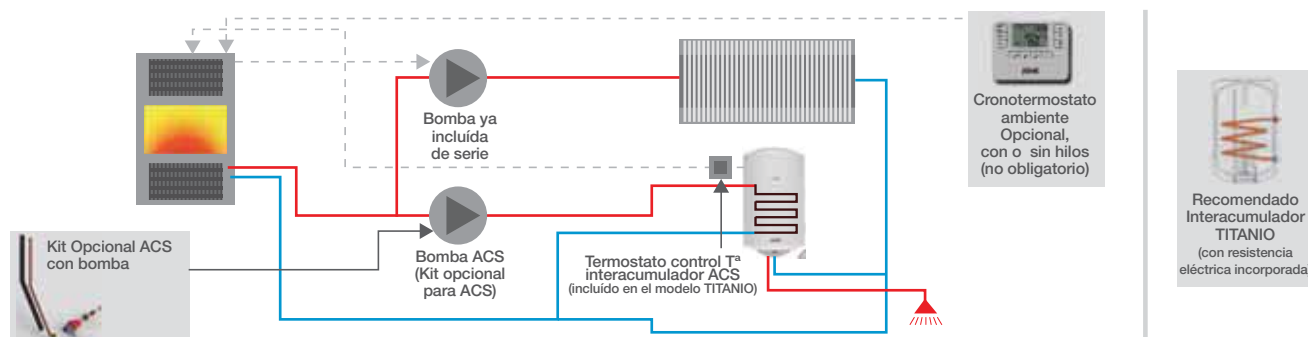 Bomba ya
incluída
de serie
Cronotermostato
ambiente
Opcional,
con o sin hilos
(no obligatorio)
Kit Opcional ACS
con bomba
Bomba ACS
(Kit opcional
para ACS)
Termostato control Tª
interacumulador ACS
(incluído en el modelo TITANIO)
Recomendado
Interacumulador
TITANIO
(con resistencia
eléctrica incorporada)